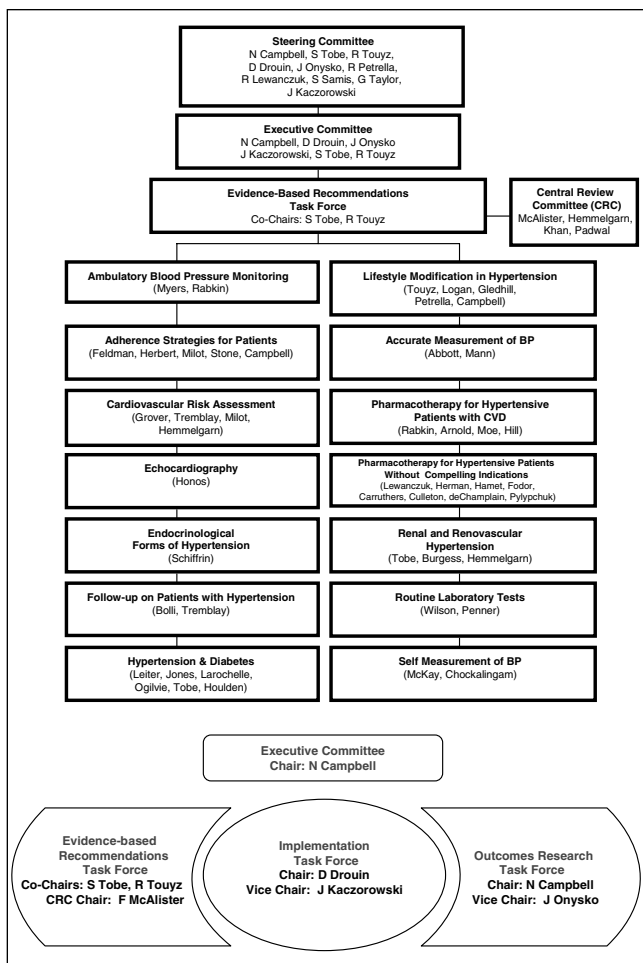 Steering Committee
N Campbell, S Tobe, R Touyz,
D Drouin, J Onysko, R Petrella,
R Lewanczuk, S Samis, G Taylor,
J Kaczorowski
Executive Committee
N Campbell, D Drouin, J Onysko
J Kaczorowski, S Tobe, R Touyz
Evidence-Based Recommendations
Task Force
Co-Chairs: S Tobe, R Touyz
Central Review
Committee (CRC)
McAlister, Hemmelgarn,
Khan, Padwal
Ambulatory Blood Pressure Monitoring
(Myers, Rabkin)
Adherence Strategies for Patients
(Feldman, Herbert, Milot, Stone, Campbell)
Cardiovascular Risk Assessment
(Grover, Tremblay, Milot,
Hemmelgarn)
Echocardiography
(Honos)
Endocrinological
Forms of Hypertension
(Schiffrin)
Follow-up on Patients with Hypertension
(Bolli, Tremblay)
Hypertension & Diabetes
(Leiter, Jones, Larochelle,
Ogilvie, Tobe, Houlden)
Lifestyle Modification in Hypertension
(Touyz, Logan, Gledhill,
Petrella, Campbell)
Accurate Measurement of BP
(Abbott, Mann)
Pharmacotherapy for Hypertensive
Patients with CVD
(Rabkin, Arnold, Moe, Hill)
Pharmacotherapy for Hypertensive Patients
Without Compelling Indications
(Lewanczuk, Herman, Hamet, Fodor,
Carruthers, Culleton, deChamplain, Pylypchuk)
Renal and Renovascular
Hypertension
(Tobe, Burgess, Hemmelgarn)
Routine Laboratory Tests
(Wilson, Penner)
Self Measurement of BP
(McKay, Chockalingam)
Executive Committee
Chair: N Campbell
Evidence-based
Recommendations
Task Force
Co-Chairs: S Tobe, R Touyz
CRC Chair: F McAlister
Implementation
Task Force
Chair: D Drouin
Vice Chair: J Kaczorowski
Outcomes Research
Task Force
Chair: N Campbell
Vice Chair: J Onysko